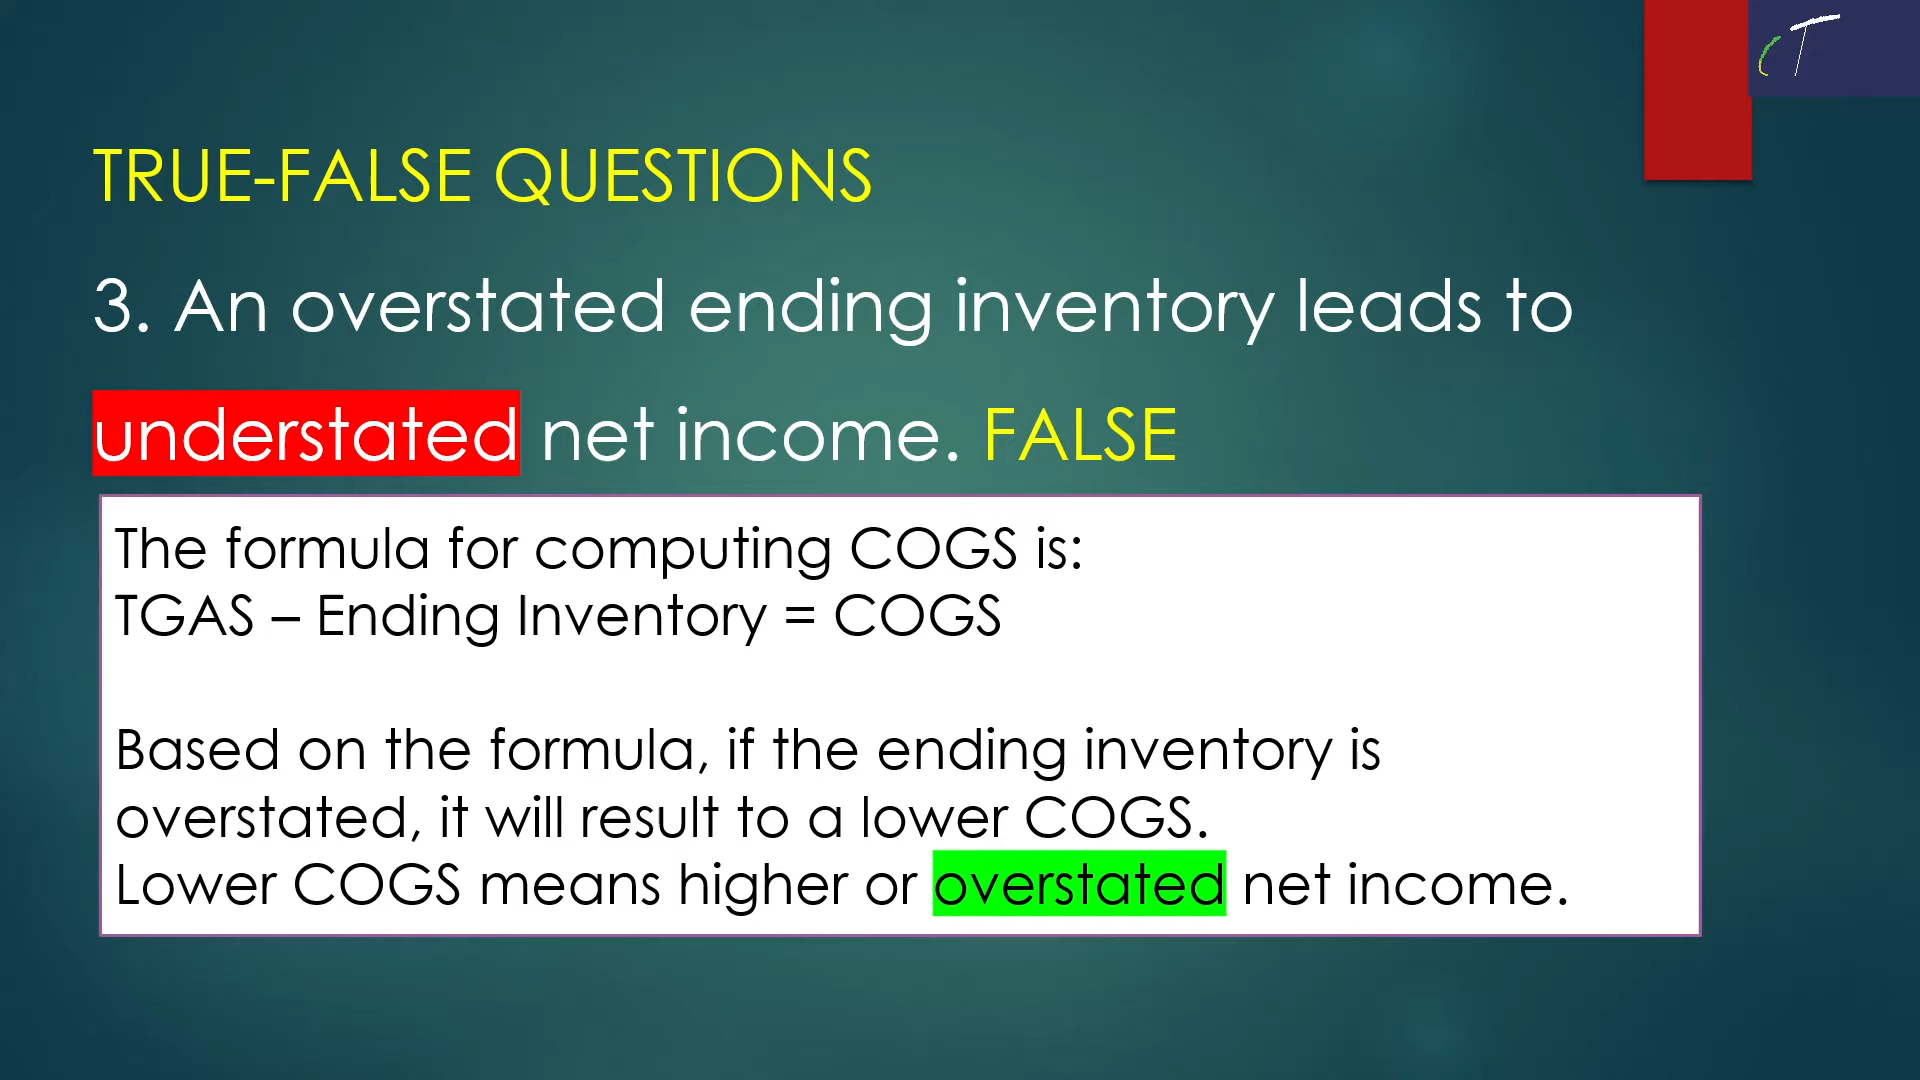 TRUE-FALSE QUESTIONS
3. An overstated ending inventory leads to
understated net income. FALSE
The formula for computing COGS is:
TGAS – Ending Inventory = COGS
Based on the formula, if the ending inventory is
overstated, it will result to a lower COGS.
Lower COGS means higher or overstated net income.